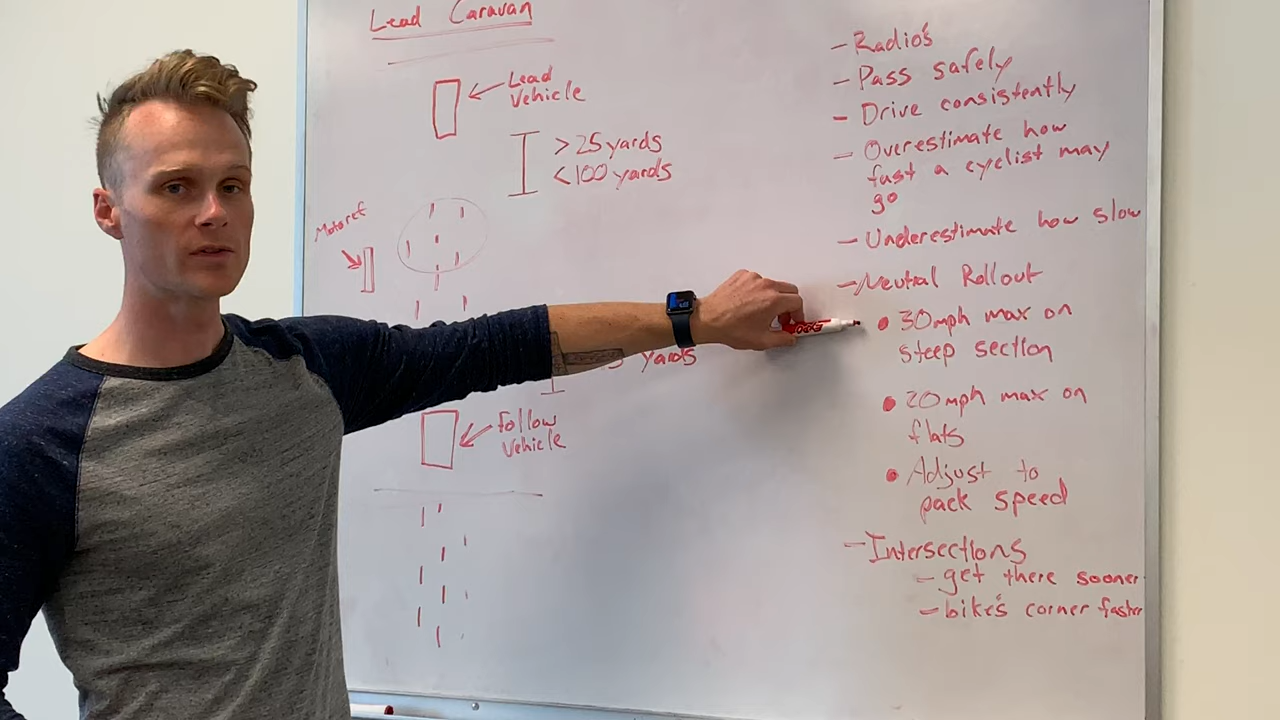 Lead Caravan
Lead
Vehicle
> 25 yards
< 100 yards
Motoref
yards
Follow
Vehicle
- Radio's
- Pass safely
- Drive consistently
- Overestimate how
fast a cyclist may
go
- Underestimate how slow
- Neutral Rollout
• 30mph max on
steep section
• 20mph max on
flats
• Adjust to
pack speed
- Intersections
- get there sooner
- bike's corner faster